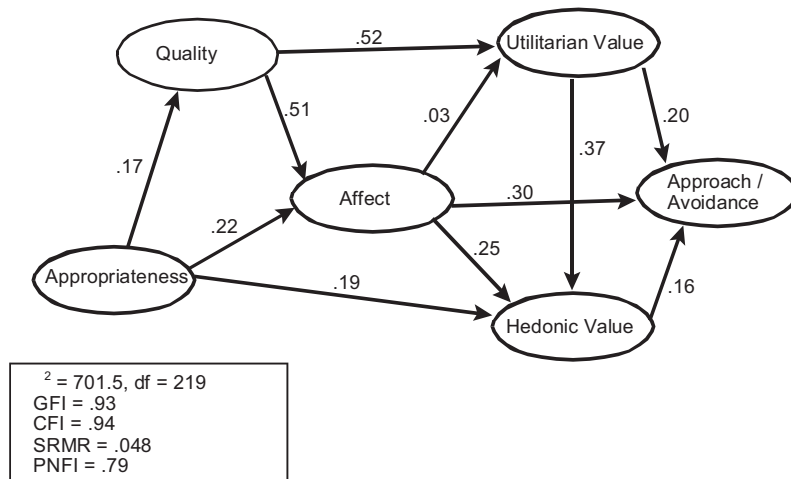 Quality
.52
Utilitarian Value
.51
.03
.20
.17
.37
Affect
.30
Approach /
Avoidance
.22
.25
Appropriateness
.19
.16
Hedonic Value
² = 701.5, df = 219
GFI = .93
CFI = .94
SRMR = .048
PNFI = .79